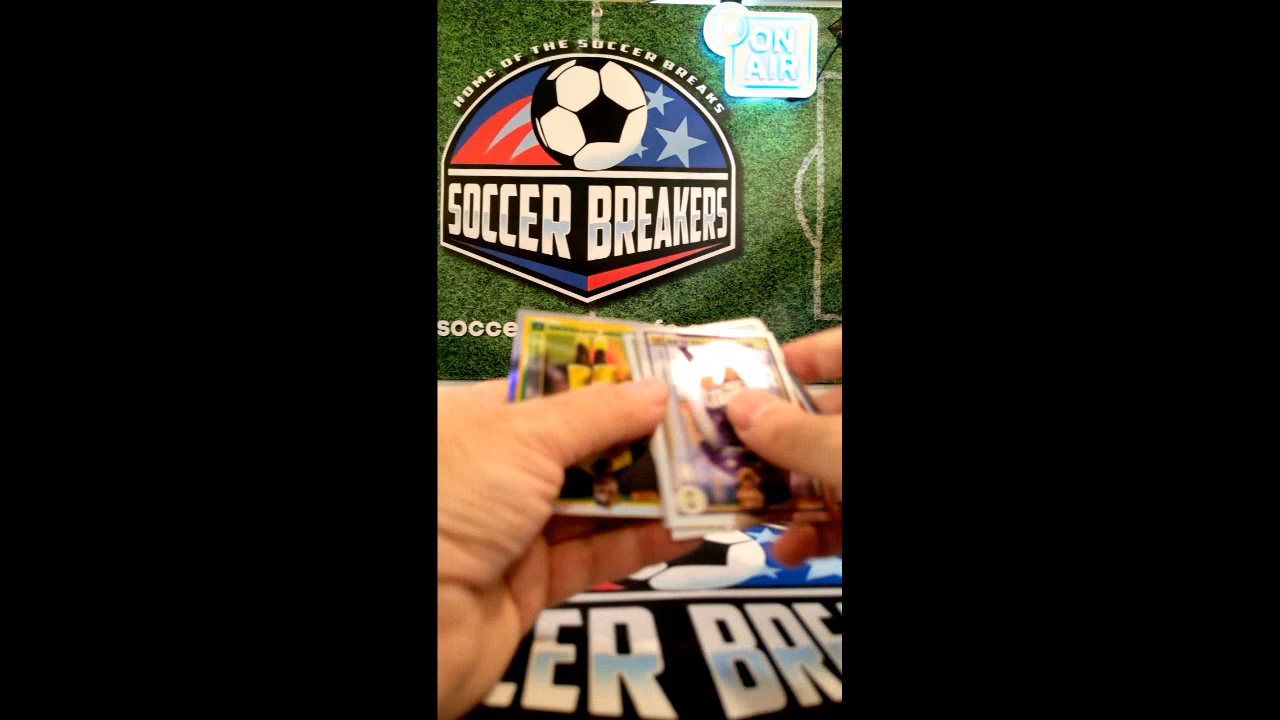 HOME OF THE SOCCER BREAKS
ON
AIR
SOCCER BREAKERS
socce
CER BRE